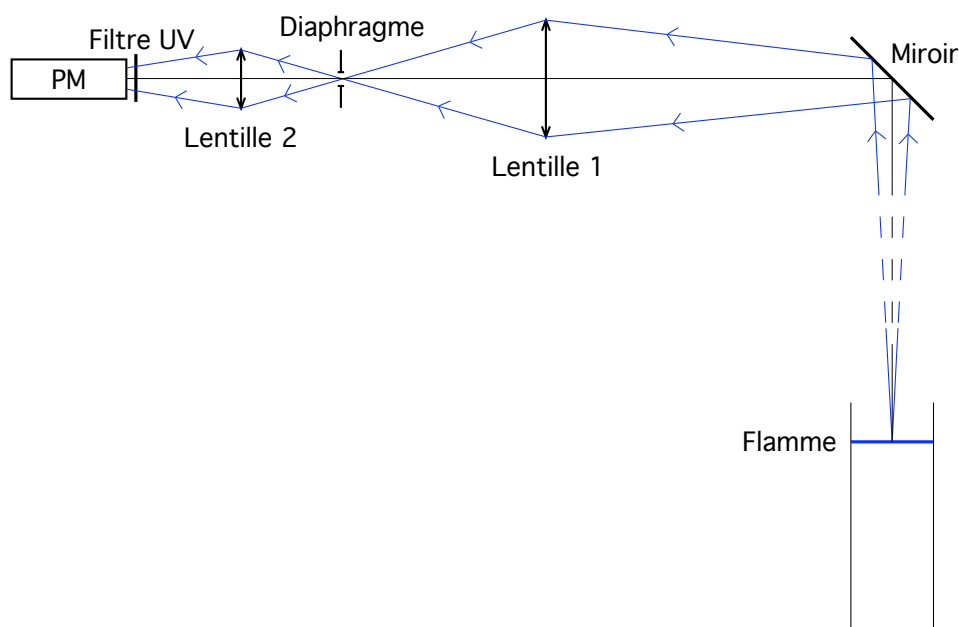 Diaphragme
Filtre UV
Miroir
PM
Lentille 2
Lentille 1
Flamme